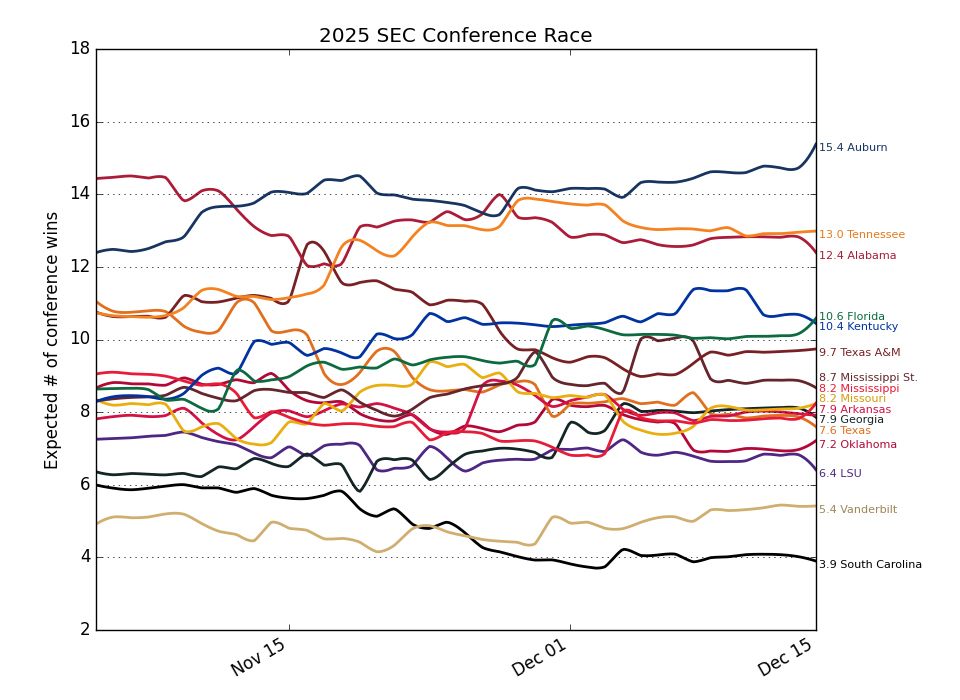 2025 SEC Conference Race
Expected # of conference wins
18
16
14
12
10
8
6
4
2
Nov 15
Dec 01
Dec 15
15.4 Auburn
13.0 Tennessee
12.4 Alabama
10.6 Florida
10.4 Kentucky
9.7 Texas A&M
8.7 Mississippi St.
8.2 Mississippi
8.2 Missouri
7.9 Arkansas
7.9 Georgia
7.6 Texas
7.2 Oklahoma
6.4 LSU
5.4 Vanderbilt
3.9 South Carolina